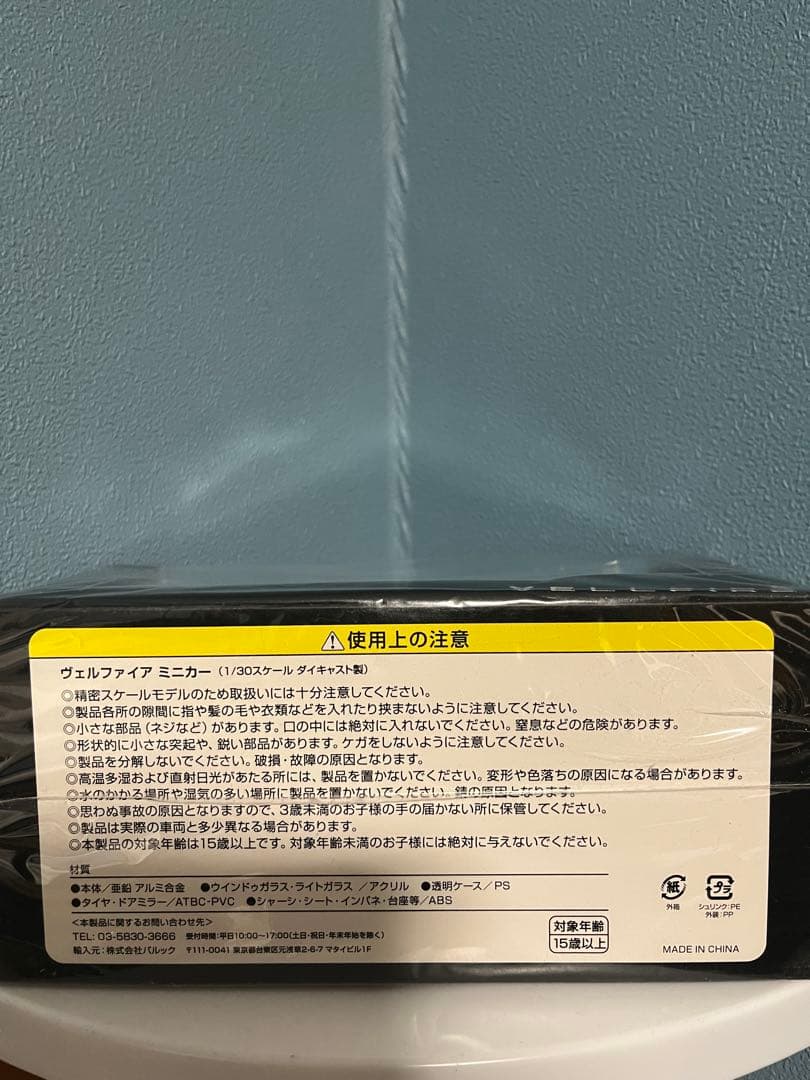 ⚠使用上の注意
ヴェルファイア ミニカー（1/30スケール ダイキャスト製）
◎精密スケールモデルのため取扱いには十分注意してください。
◎製品各所の隙間に指や髪の毛や衣類などを入れたり挟まないように注意してください。
◎小さな部品（ネジなど）があります。口の中には絶対に入れないでください。窒息などの危険があります。
◎形状的に小さな突起や、鋭い部品があります。ケガをしないように注意してください。
◎製品を分解しないでください。破損・故障の原因となります。
◎高温多湿および直射日光があたる所には、製品を置かないでください。変形や色落ちの原因になる場合があります。
◎水のかかる場所や湿気の多い場所に製品を置かないでください。錆の原因となります。
◎思わぬ事故の原因となりますので、3歳未満のお子様の手の届かない所に保管してください。
◎製品は実際の車両と多少異なる場合があります。
◎本製品の対象年齢は15歳以上です。対象年齢未満のお子様には絶対に与えないでください。
材質
●本体/亜鉛 アルミ合金 ●ウインドゥガラス・ライトガラス /アクリル ●透明ケース/PS
●タイヤ・ドアミラー/ATBC-PVC ●シャーシ・シート・インパネ・台座等/ABS
<本製品に関するお問い合わせ先>
TEL: 03-5830-3666 受付時間:平日10:00~17:00(土日・祝日・年末年始を除く)
輸入元:株式会社パルック 〒111-0041 東京都台東区元浅草2-6-7 マタイビル1F
対象年齢
15歳以上
紙
外箱
プラ
シュリンク:PE
外装:PP
MADE IN CHINA